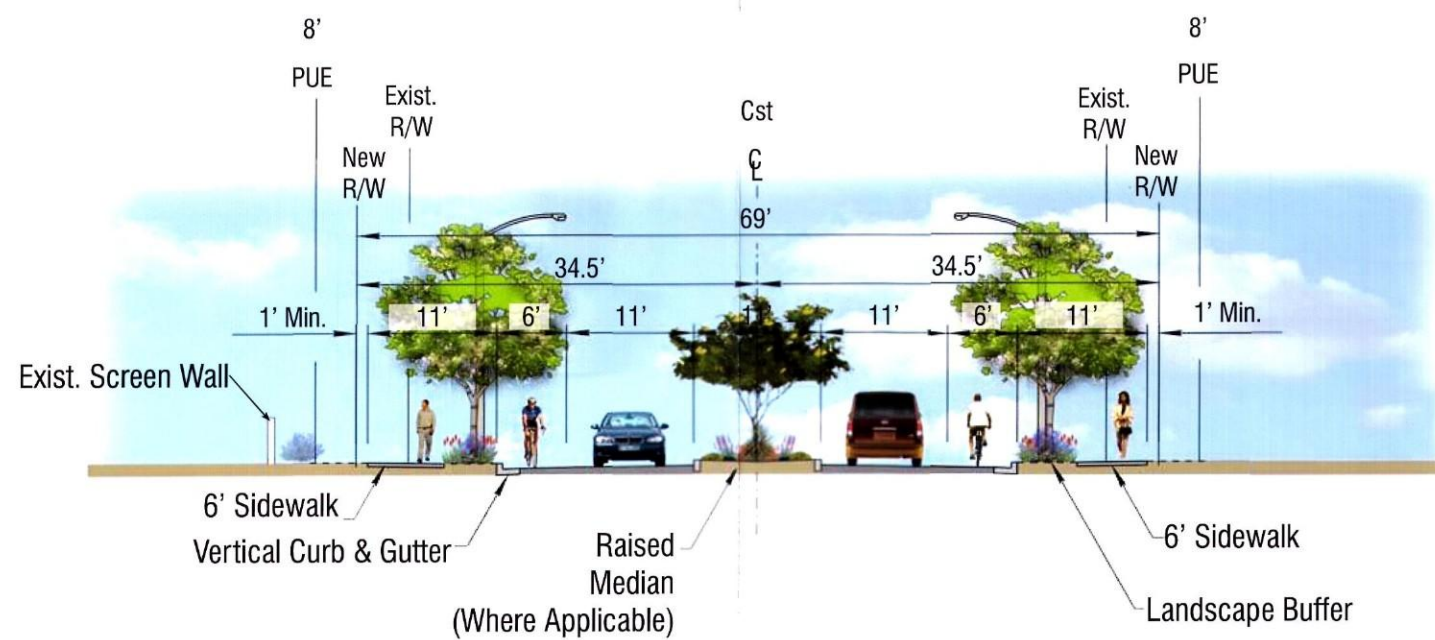 8’
PUE
Exist.
R/W
New
R/W
Cst
CL
8’
PUE
Exist.
R/W
New
R/W
69’
34.5’
34.5’
1’ Min.
11’
6’
11’
11’
6’
11’
1’ Min.
Exist. Screen Wall
6’ Sidewalk
Vertical Curb & Gutter
Raised
Median
(Where Applicable)
6’ Sidewalk
Landscape Buffer